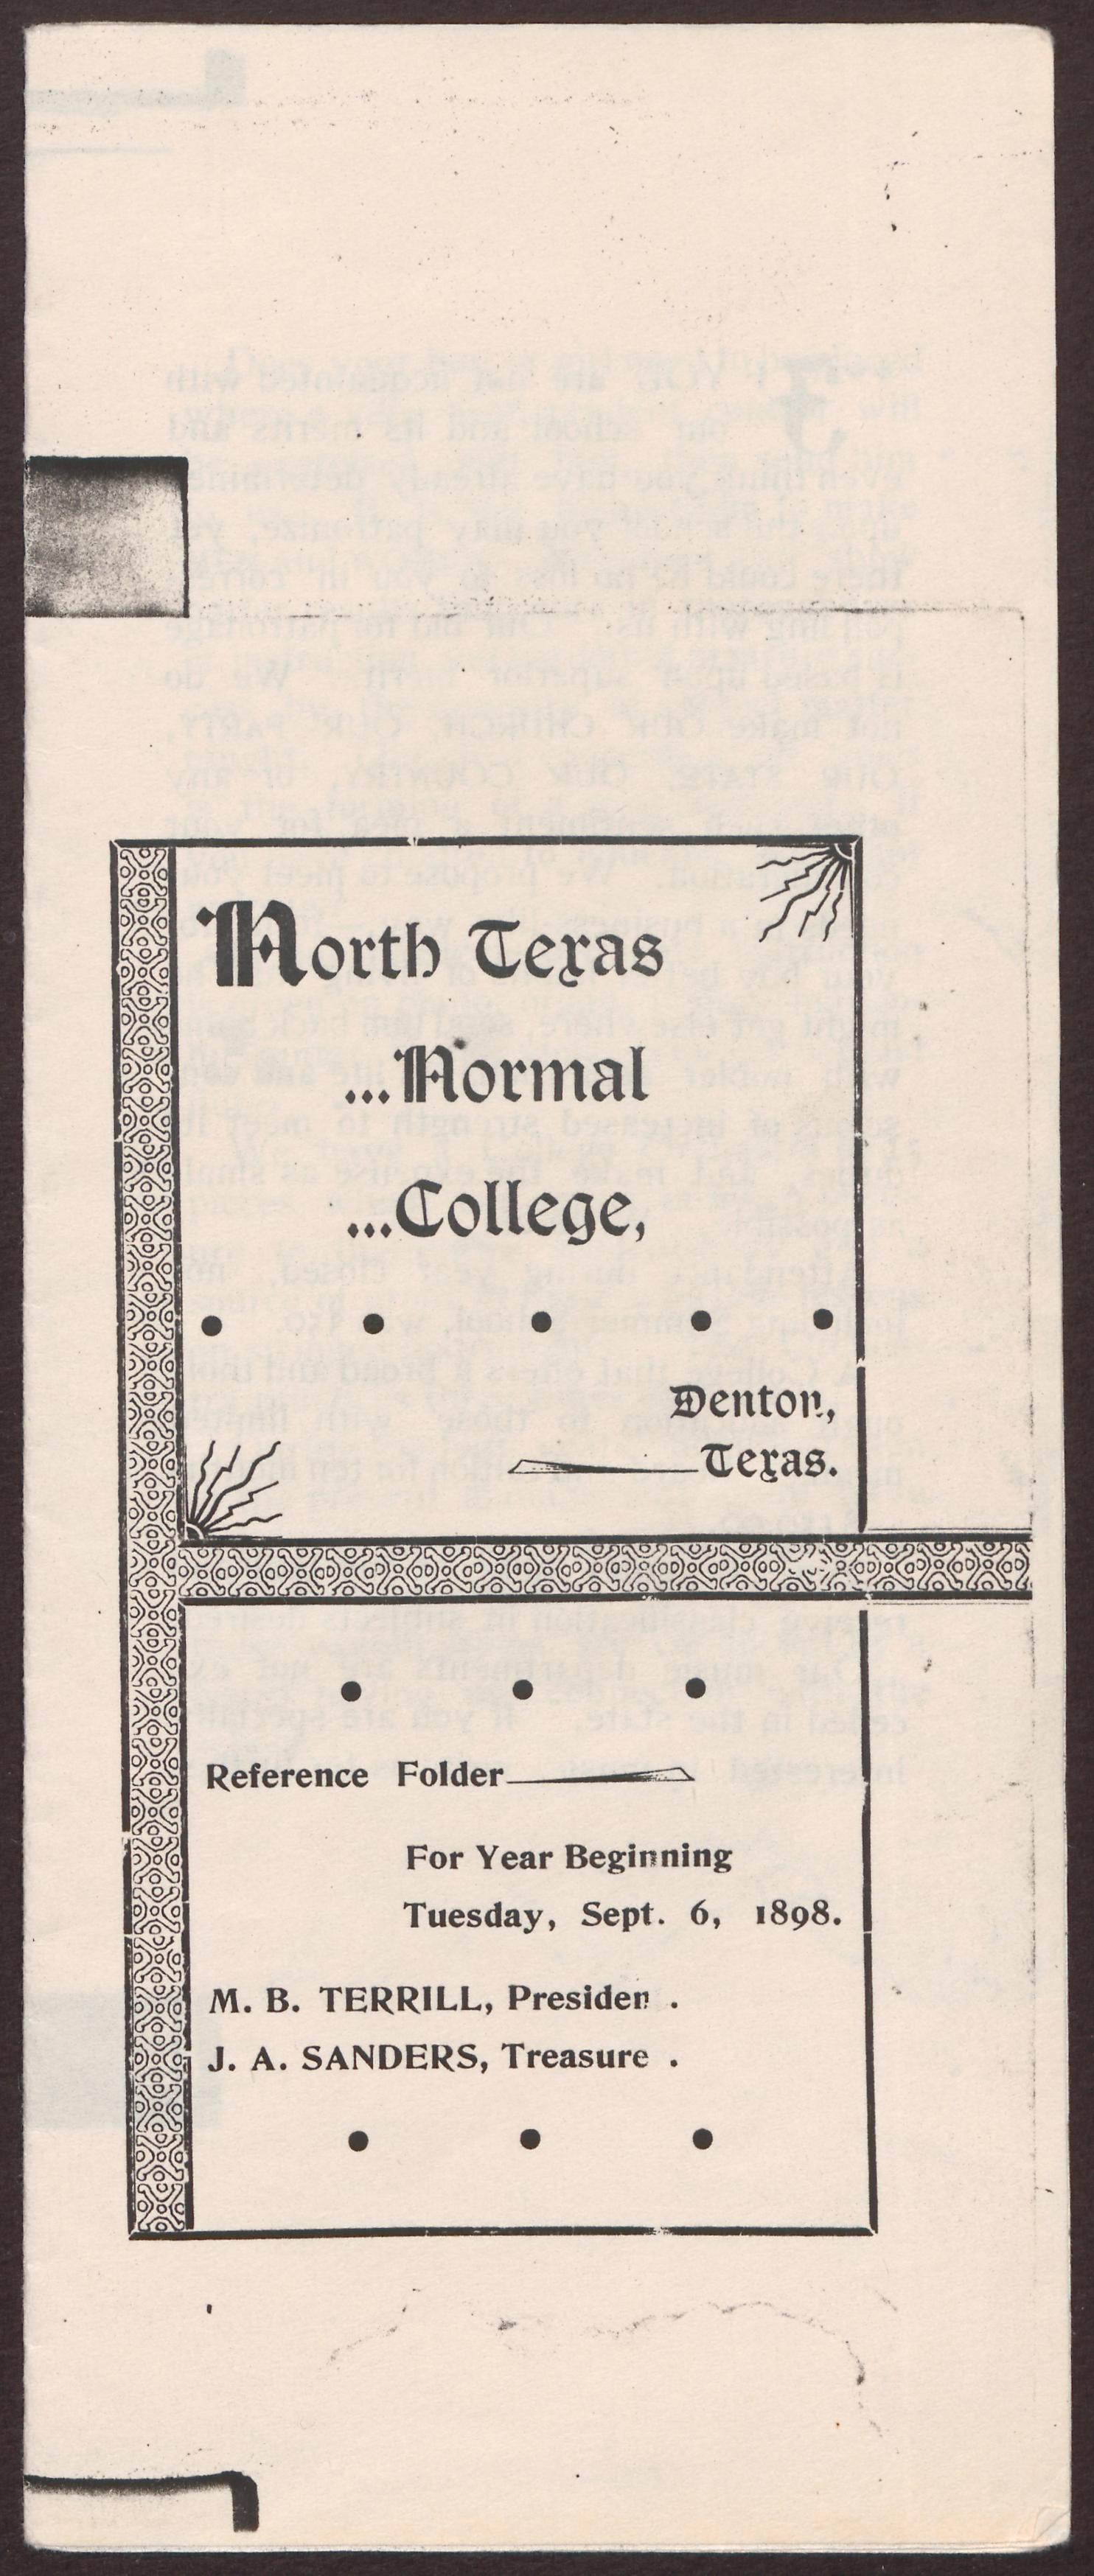 North Texas
...Normal
...College,
Denton,
Texas.
Reference Folder
For Year Beginning
Tuesday, Sept. 6, 1898.
M. B. TERRILL, Presiden .
J. A. SANDERS, Treasure .